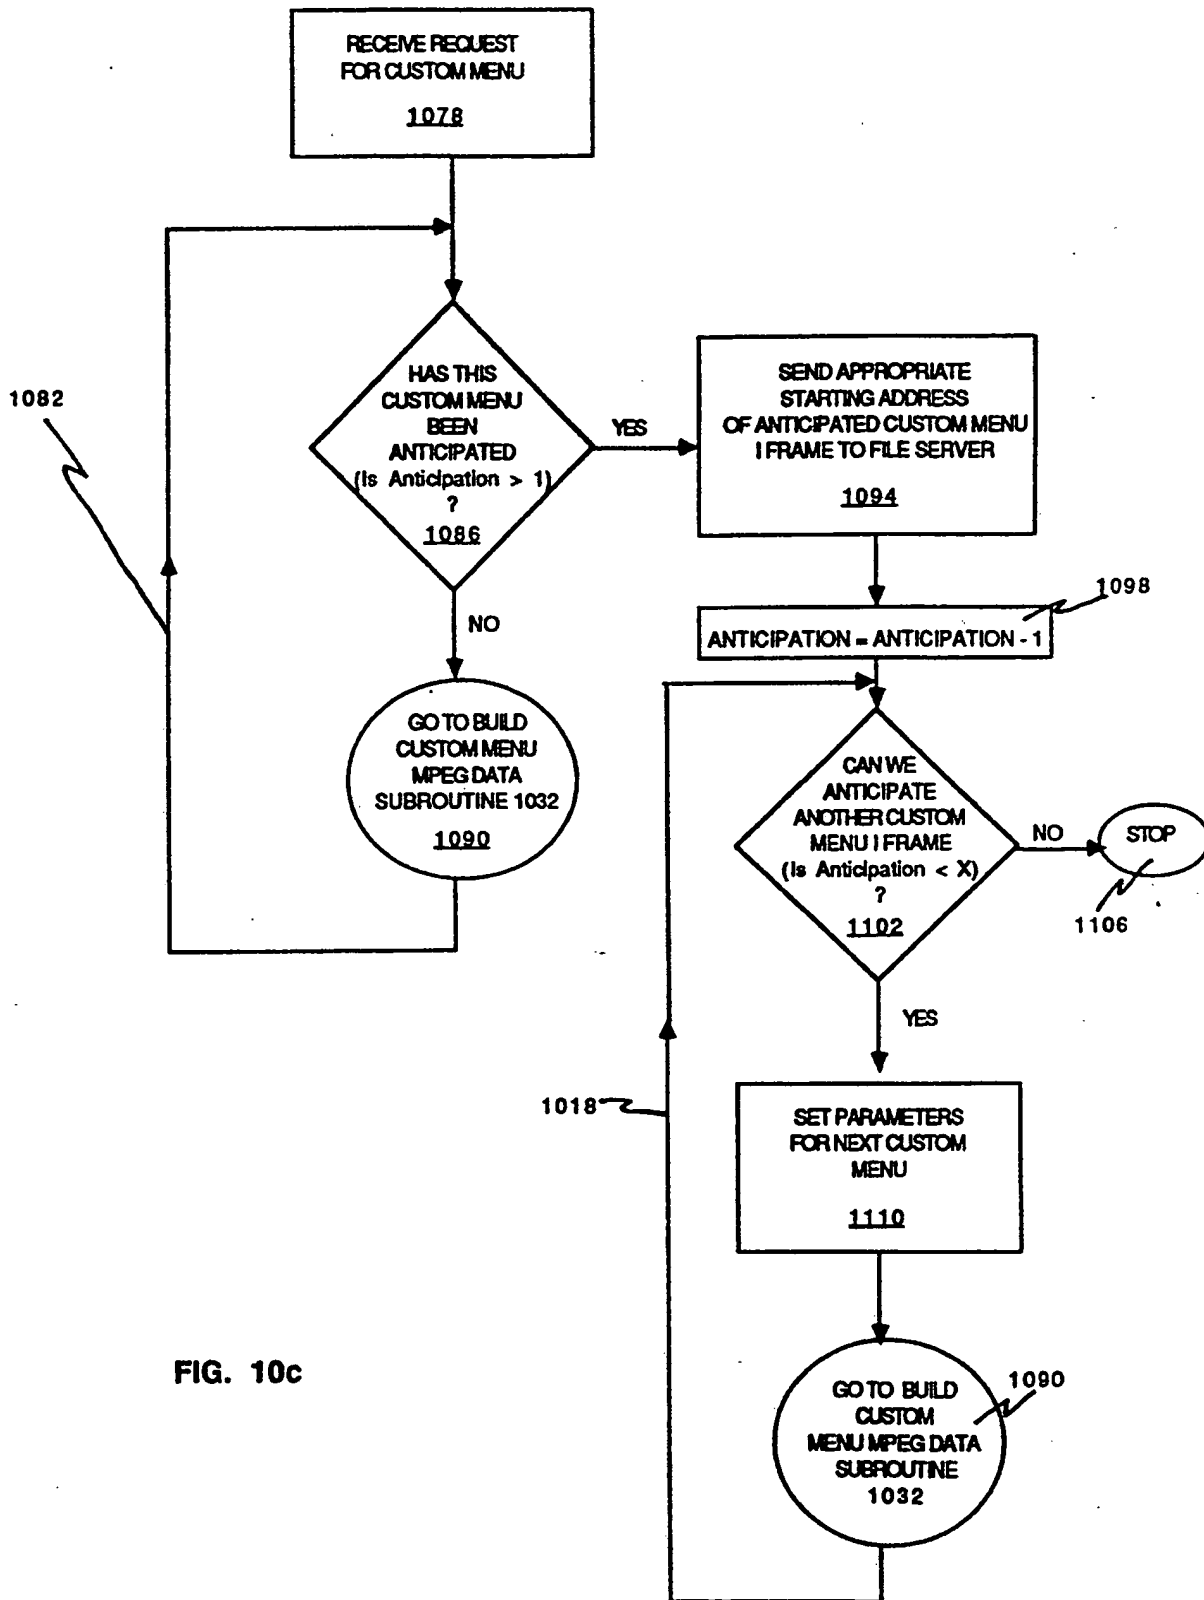 RECEIVE REQUEST
FOR CUSTOM MENU
1078
1082
HAS THIS
CUSTOM MENU
BEEN
ANTICIPATED
(Is Anticipation > 1)
?
1086
YES
SEND APPROPRIATE
STARTING ADDRESS
OF ANTICIPATED CUSTOM MENU
I FRAME TO FILE SERVER
1094
NO
1098
ANTICIPATION = ANTICIPATION - 1
GO TO BUILD
CUSTOM MENU
MPEG DATA
SUBROUTINE 1032
1090
CAN WE
ANTICIPATE
ANOTHER CUSTOM
MENU I FRAME
(Is Anticipation < X)
?
1102
NO
STOP
1106
YES
1018
SET PARAMETERS
FOR NEXT CUSTOM
MENU
1110
GO TO BUILD
CUSTOM
MENU MPEG DATA
SUBROUTINE
1032
1090
FIG. 10c